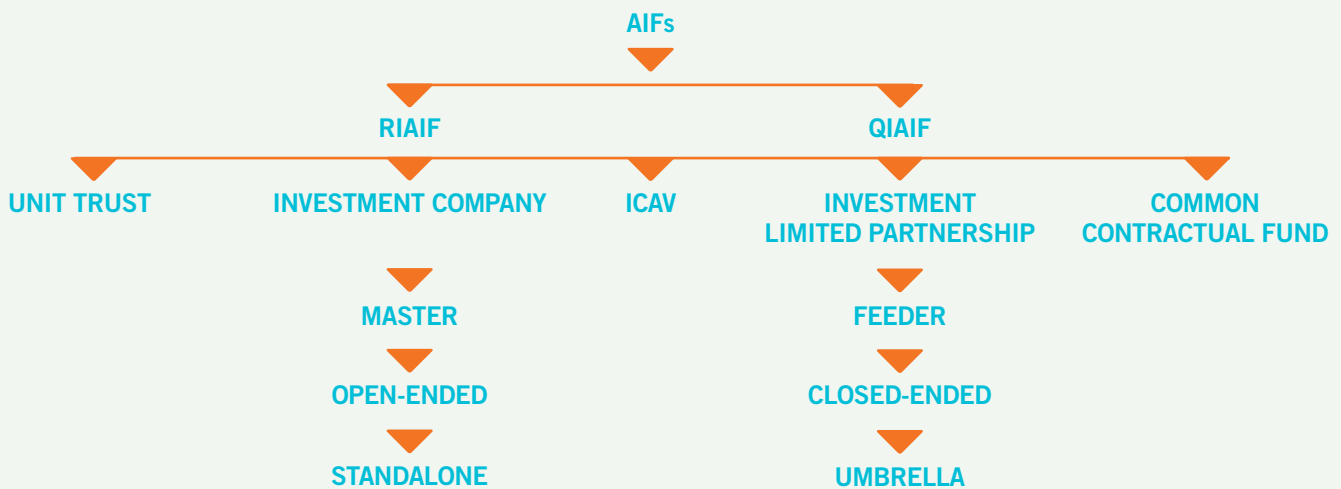 AIFs
RIAIF
QIAIF
UNIT TRUST
INVESTMENT COMPANY
ICAV
INVESTMENT
LIMITED PARTNERSHIP
COMMON
CONTRACTUAL FUND
MASTER
FEEDER
OPEN-ENDED
CLOSED-ENDED
STANDALONE
UMBRELLA